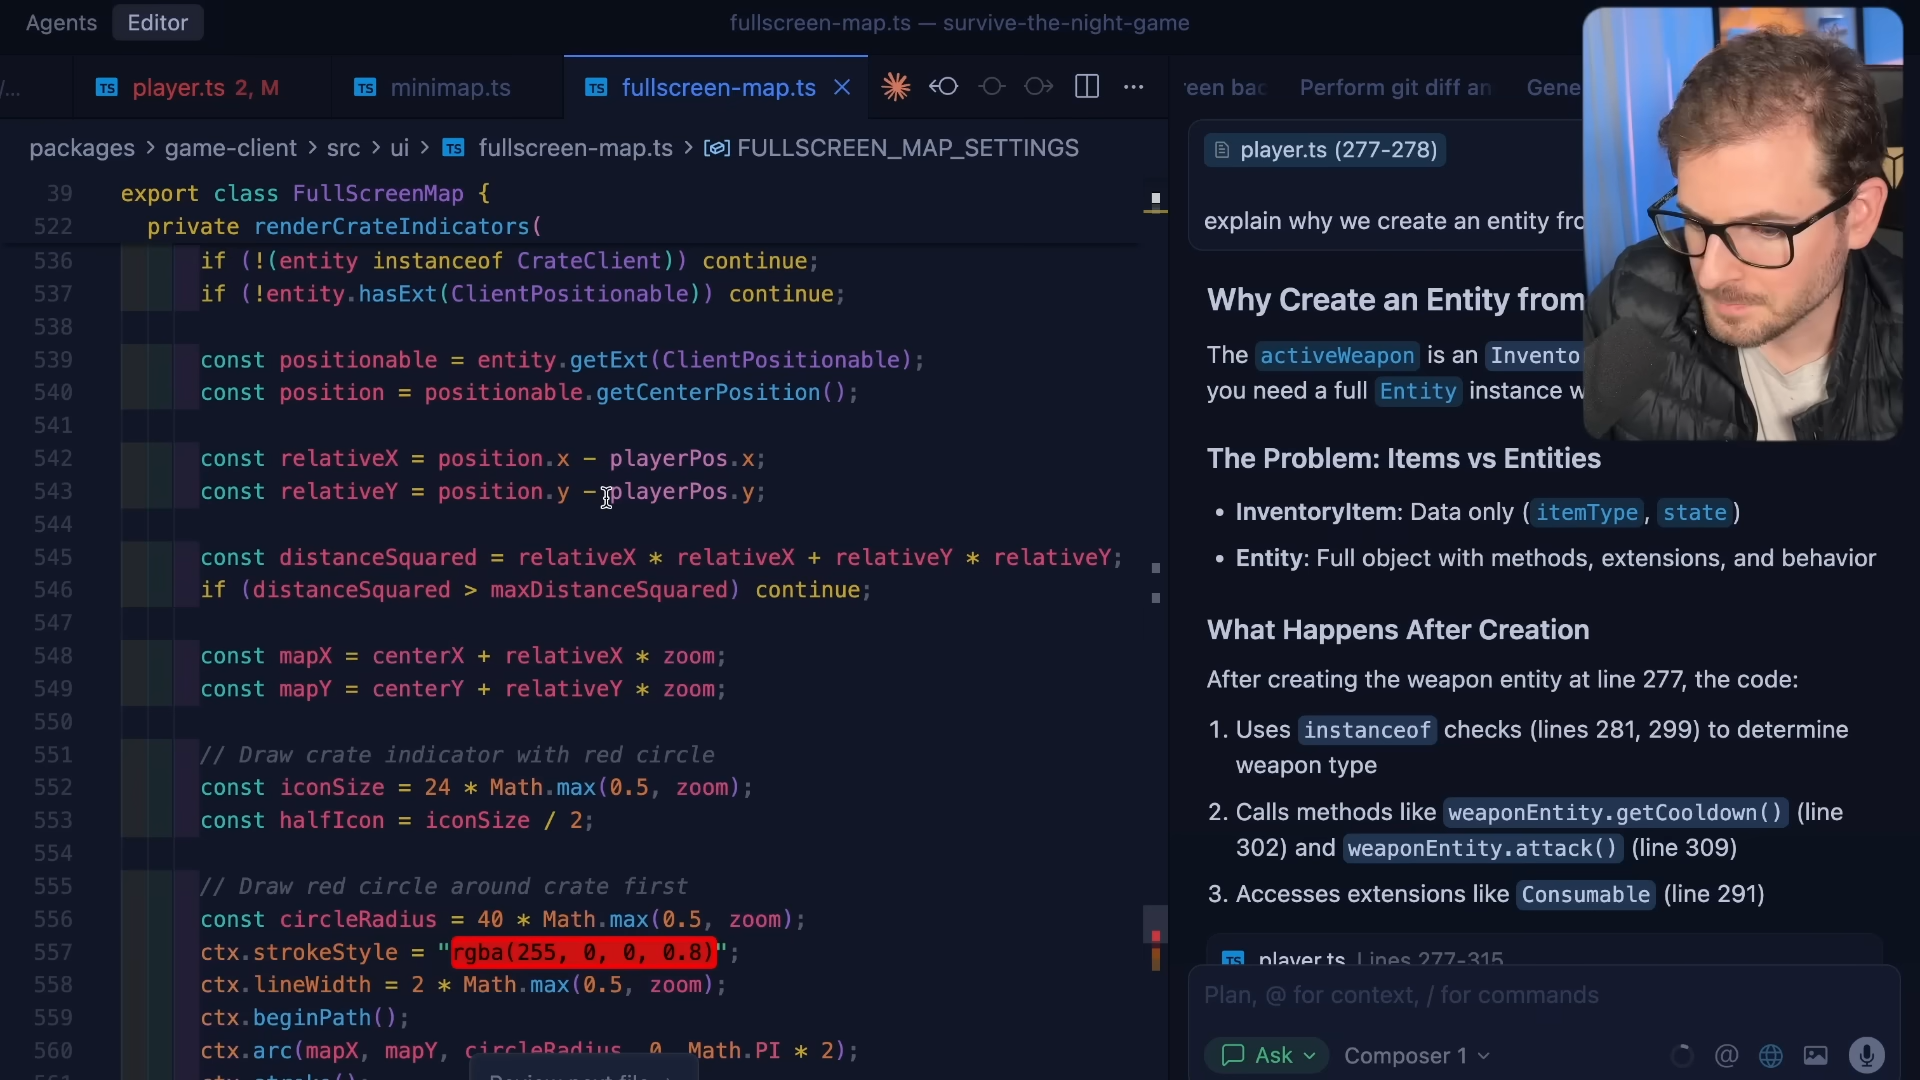 Agents Editor
fullscreen-map.ts — survive-the-night-game
/...
TS player.ts 2, M
TS minimap.ts
TS fullscreen-map.ts
reen bac
Perform git diff an
Gene
packages > game-client > src > ui > TS fullscreen-map.ts > FULLSCREEN_MAP_SETTINGS
39 export class FullScreenMap {
522 private renderCrateIndicators(
536 if (!(entity instanceof CrateClient)) continue;
537 if (!entity.hasExt(ClientPositionable)) continue;
538
539 const positionable = entity.getExt(ClientPositionable);
540 const position = positionable.getCenterPosition();
541
542 const relativeX = position.x - playerPos.x;
543 const relativeY = position.y - playerPos.y;
544
545 const distanceSquared = relativeX * relativeX + relativeY * relativeY;
546 if (distanceSquared > maxDistanceSquared) continue;
547
548 const mapX = centerX + relativeX * zoom;
549 const mapY = centerY + relativeY * zoom;
550
551 // Draw crate indicator with red circle
552 const iconSize = 24 * Math.max(0.5, zoom);
553 const halfIcon = iconSize / 2;
554
555 // Draw red circle around crate first
556 const circleRadius = 40 * Math.max(0.5, zoom);
557 ctx.strokeStyle = "rgba(255, 0, 0, 0.8)";
558 ctx.lineWidth = 2 * Math.max(0.5, zoom);
559 ctx.beginPath();
560 ctx.arc(mapX, mapY, circleRadius, 0, Math.PI * 2);
player.ts (277-278)
explain why we create an entity fro
Why Create an Entity from
The activeWeapon is an Invento
you need a full Entity instance w
The Problem: Items vs Entities
• InventoryItem: Data only (itemType, state)
• Entity: Full object with methods, extensions, and behavior
What Happens After Creation
After creating the weapon entity at line 277, the code:
1. Uses instanceof checks (lines 281, 299) to determine
weapon type
2. Calls methods like weaponEntity.getCooldown() (line
302) and weaponEntity.attack() (line 309)
3. Accesses extensions like Consumable (line 291)
TS player.ts Lines 277-315
Plan, @ for context, / for commands
Ask Composer 1